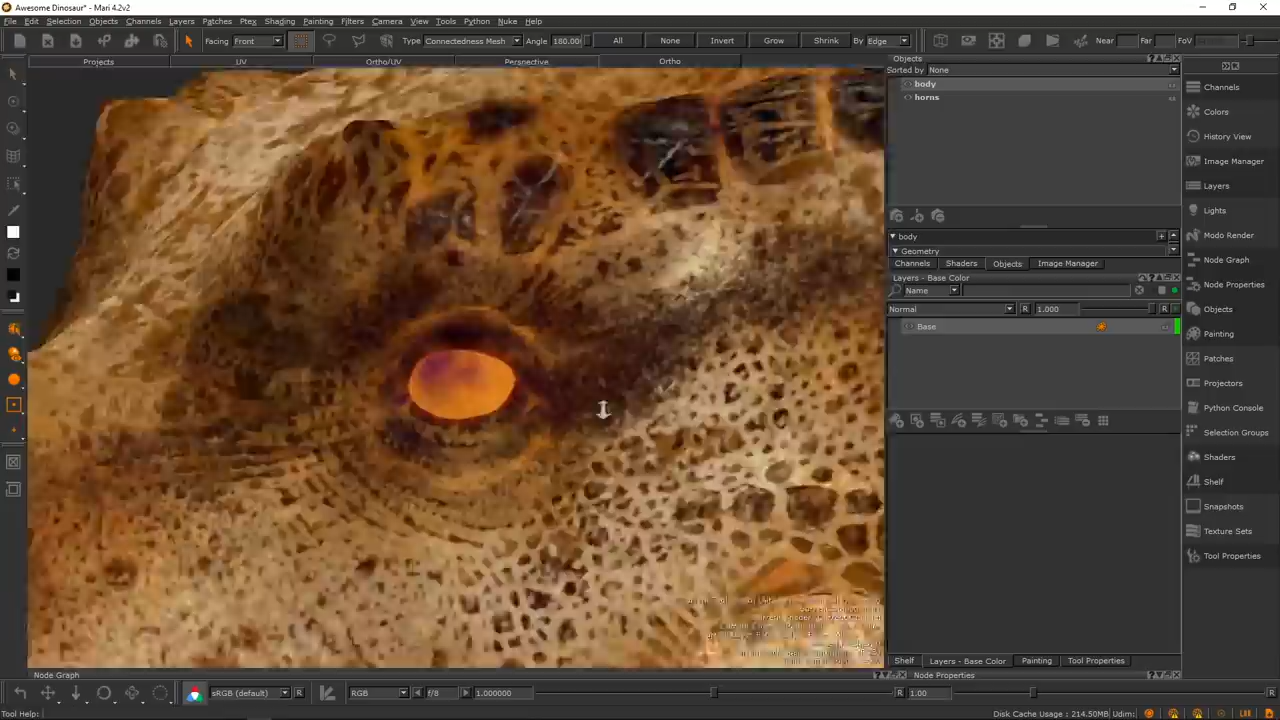 Awesome Dinosaur* - Mari 4.2v2
File Edit Selection Objects Channels Layers Patches Ptex Shading Painting Filters Camera View Tools Python Nuke Help
Facing Front Type Connectedness Mesh Angle 180.00 All None Invert Grow Shrink By Edge Near Far FoV
Projects UV Ortho/UV Perspective Ortho
Objects
Sorted by None
body
horns
body
Geometry
Channels Shaders Objects Image Manager
Layers - Base Color
Name
Normal R 1.000 R
Base
Shelf Layers - Base Color Painting Tool Properties
Channels
Colors
History View
Image Manager
Layers
Lights
Modo Render
Node Graph
Node Properties
Objects
Painting
Patches
Projectors
Python Console
Selection Groups
Shaders
Shelf
Snapshots
Texture Sets
Tool Properties
Node Graph Node Properties
sRGB (default) R RGB f/8 1.000000 R 1.00 R
Tool Help: Disk Cache Usage : 214.50MB Udim: